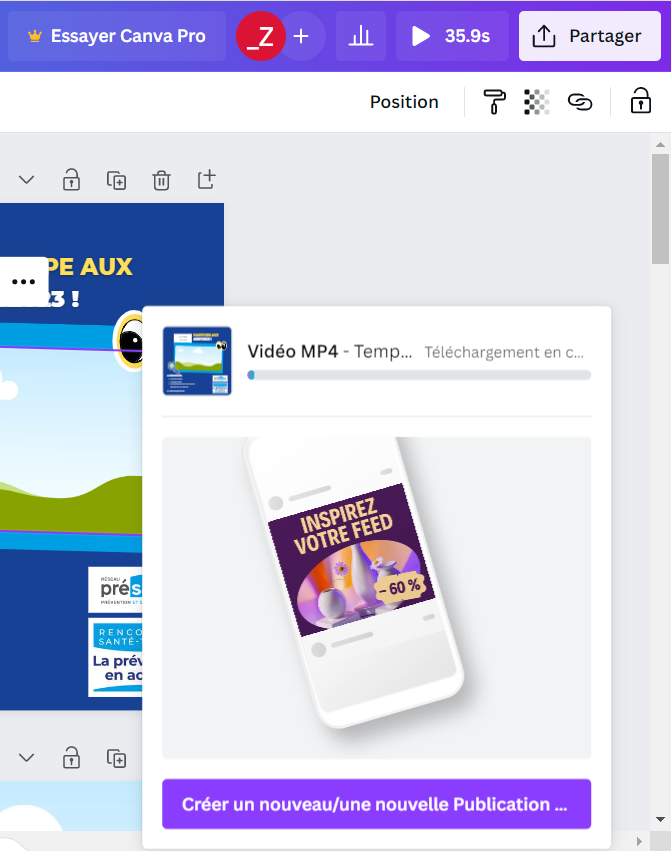 Essayer Canva Pro
_Z
+
35.9s
Partager
Position
PE AUX
23 !
Vidéo MP4 - Temp... Téléchargement en c...
INSPIREZ
VOTRE FEED
- 60 %
RÉSEAU
prés
PRÉVENTION ET S
RENCO
SANTÉ-
La prév
en ac
Créer un nouveau/une nouvelle Publication ...